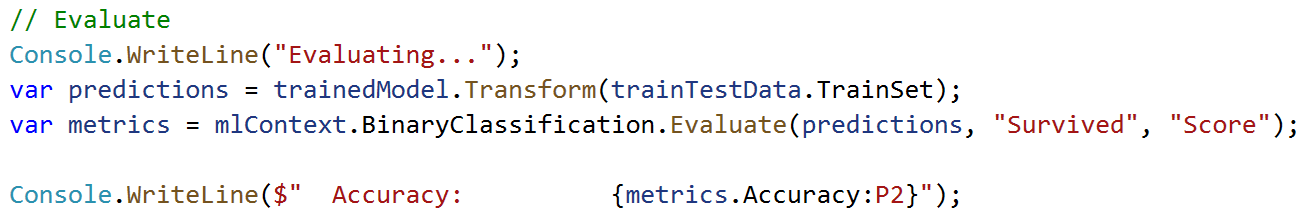 // Evaluate
Console.WriteLine("Evaluating...");
var predictions = trainedModel.Transform(trainTestData.TrainSet);
var metrics = mlContext.BinaryClassification.Evaluate(predictions, "Survived", "Score");
Console.WriteLine($"  Accuracy:          {metrics.Accuracy:P2}");